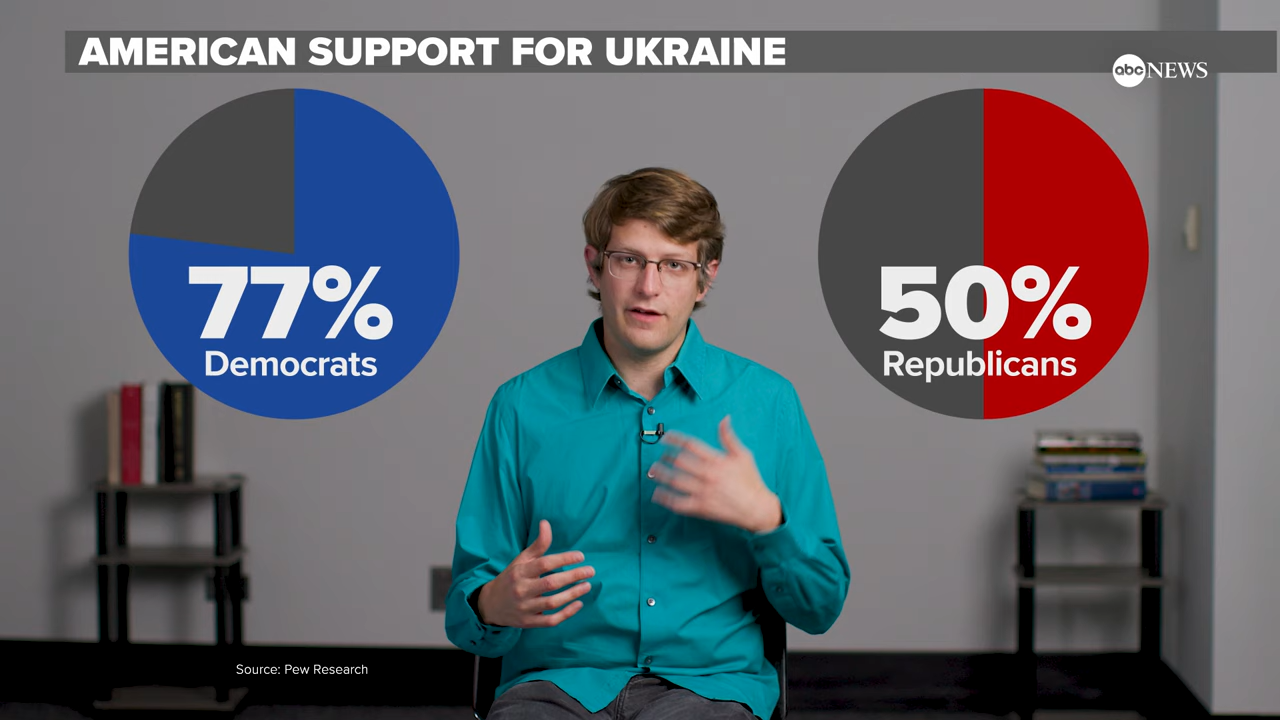 AMERICAN SUPPORT FOR UKRAINE
abc NEWS
77%
Democrats
50%
Republicans
Source: Pew Research